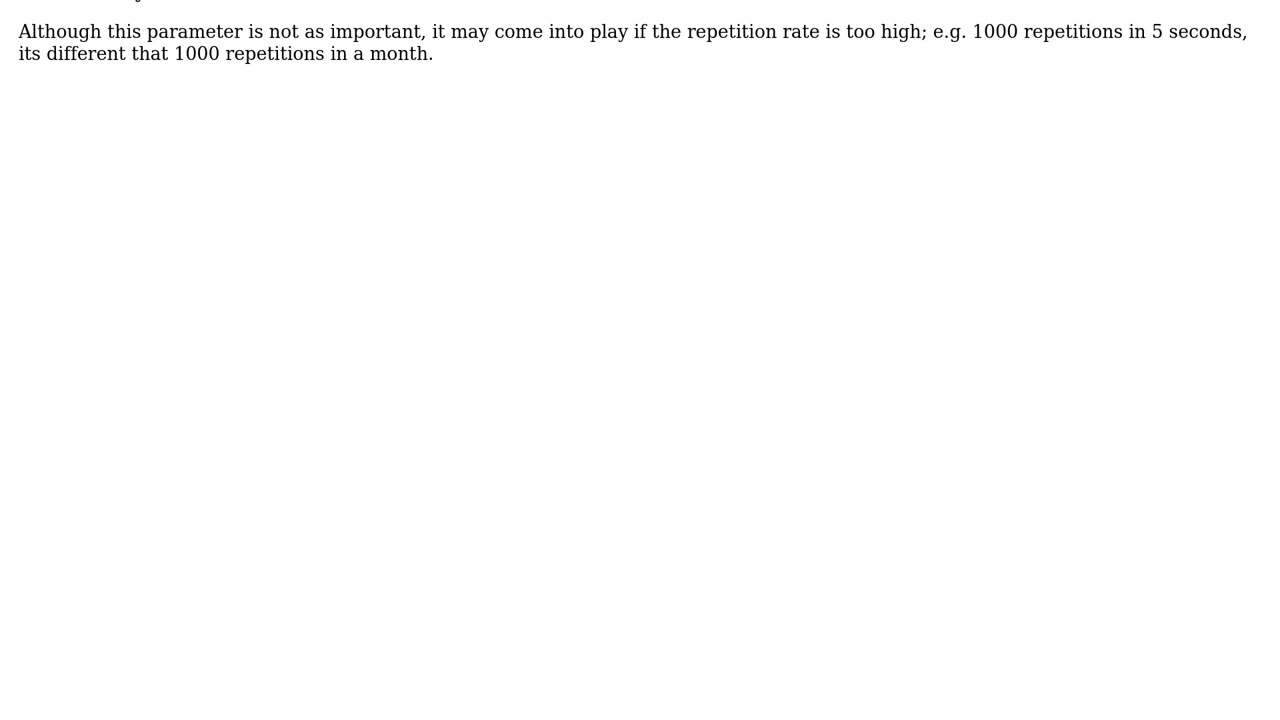 Although this parameter is not as important, it may come into play if the repetition rate is too high; e.g. 1000 repetitions in 5 seconds,
its different that 1000 repetitions in a month.